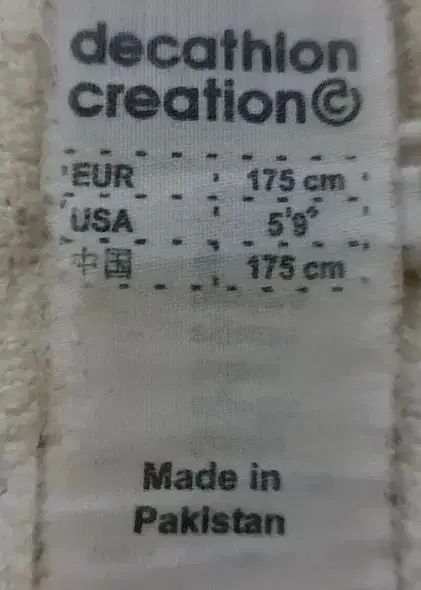 decathlon
creation©
EUR 175 cm
USA 5'9"
中国 175 cm
Made in
Pakistan